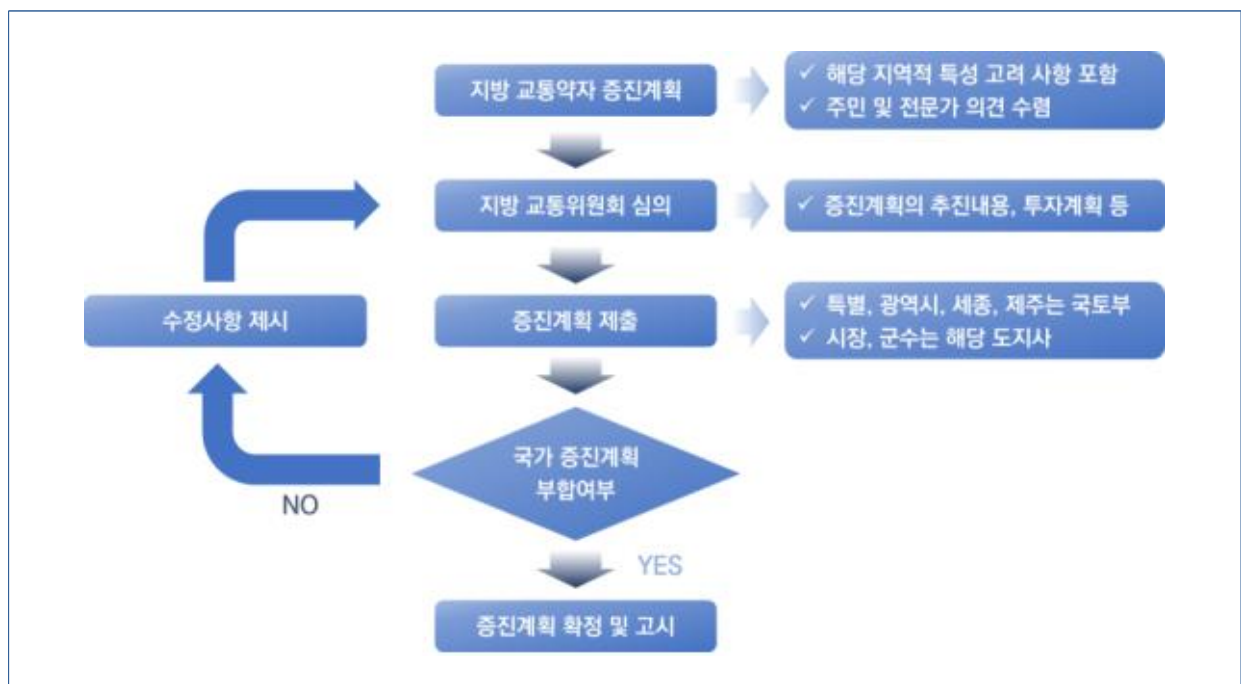 지방 교통약자 증진계획
✓ 해당 지역적 특성 고려 사항 포함
✓ 주민 및 전문가 의견 수렴
지방 교통위원회 심의
✓ 증진계획의 추진내용, 투자계획 등
수정사항 제시
증진계획 제출
✓ 특별, 광역시, 세종, 제주는 국토부
✓ 시장, 군수는 해당 도지사
국가 증진계획
부합여부
NO
YES
증진계획 확정 및 고시